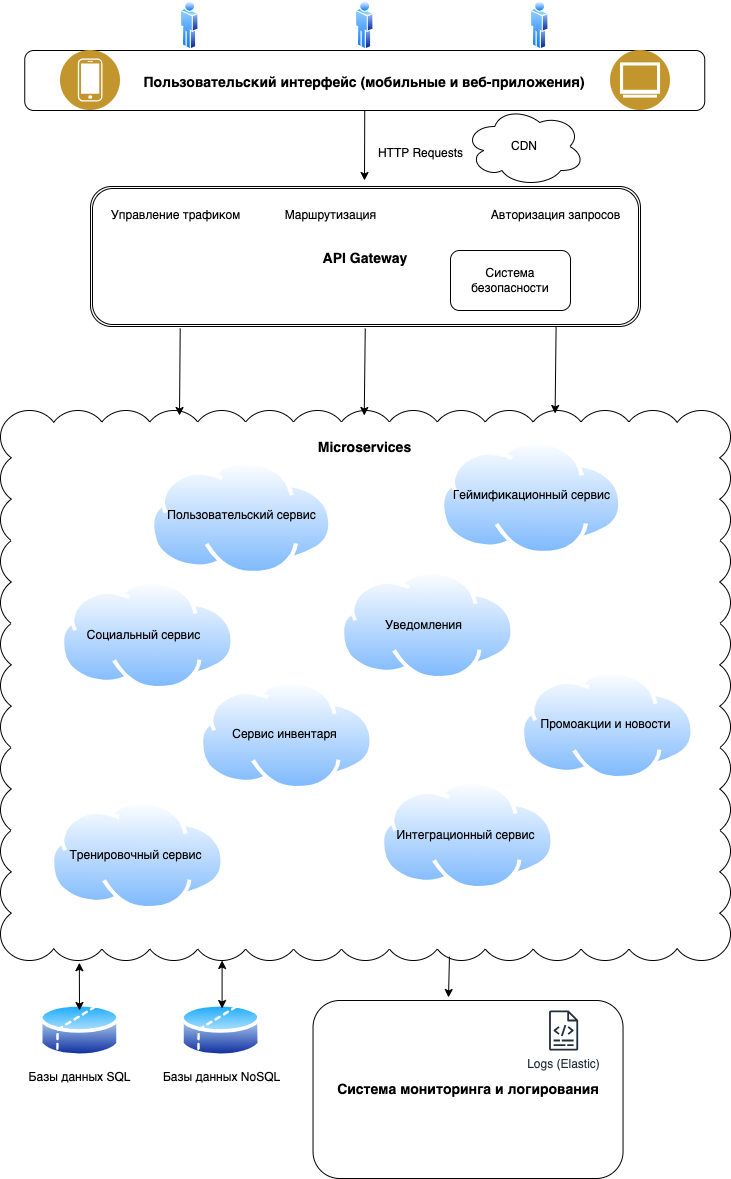 Пользовательский интерфейс (мобильные и веб-приложения)
HTTP Requests
CDN
Управление трафиком
Маршрутизация
Авторизация запросов
API Gateway
Система
безопасности
Microservices
Геймификационный сервис
Пользовательский сервис
Уведомления
Социальный сервис
Промоакции и новости
Сервис инвентаря
Интеграционный сервис
Тренировочный сервис
Базы данных SQL
Базы данных NoSQL
Logs (Elastic)
Система мониторинга и логирования